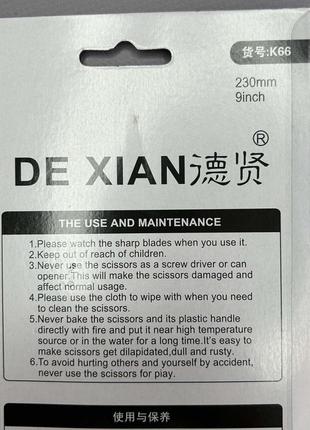 货号:K66
230mm
9inch
DE XIAN德贤®
THE USE AND MAINTENANCE
1.Please watch the sharp blades when you use it.
2.Keep out of reach of children.
3.Never use the scissors as a screw driver or can
opener.This will make the scissors damaged and
affect normal usage.
4.Please use the cloth to wipe with when you need
to clean the scissors.
5.Never bake the scissors and its plastic handle
directly with fire and put it near high temperature
source or in the water for a long time.It's easy to
make scissors get dilapidated,dull and rusty.
6.To avoid hurting others and yourself by accident,
never use the scissors for play.
使用与保养